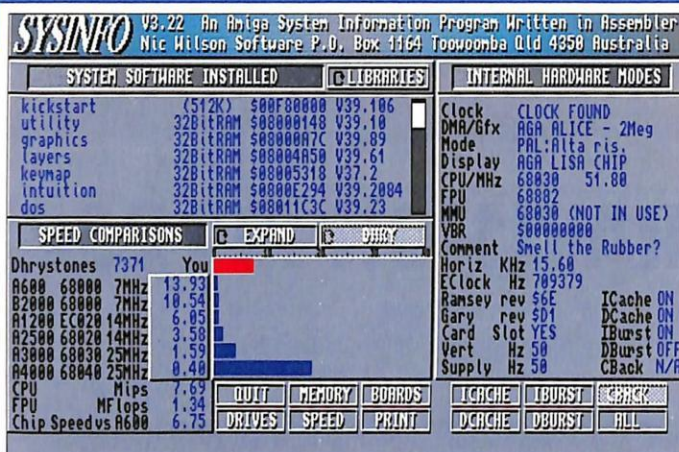 SYSINFO V3.22 An Amiga System Information Program Written in Assembler
Nic Wilson Software P.O. Box 1164 Toowoomba Qld 4350 Australia
SYSTEM SOFTWARE INSTALLED LIBRARIES
kickstart (512K) $00F80000 V39.106
utility 32BitRAM $08000148 V39.10
graphics 32BitRAM $08000A7C V39.89
layers 32BitRAM $08004A50 V39.61
keymap 32BitRAM $08005318 V37.2
intuition 32BitRAM $0800E294 V39.2084
dos 32BitRAM $08011C3C V39.23
INTERNAL HARDWARE MODES
Clock CLOCK FOUND
DMA/Gfx AGA ALICE - 2Meg
Mode PAL:Alta ris.
Display AGA LISA CHIP
CPU/MHz 68030 51.80
FPU 68882
MMU 68030 (NOT IN USE)
VBR $00000000
Comment Smell the Rubber?
Horiz KHz 15.60
EClock Hz 709379
Ramsey rev $6E ICache ON
Gary rev $D1 DCache ON
Card Slot YES IBurst ON
Vert Hz 50 DBurst OFF
Supply Hz 50 CBack N/A
SPEED COMPARISONS EXPAND DHRY
Dhrystones 7371 You
A600 68000 7MHz 13.93
B2000 68000 7MHz 10.54
A1200 EC020 14MHz 6.05
A2500 68020 14MHz 3.58
A3000 68030 25MHz 1.59
A4000 68040 25MHz 0.40
CPU Mips 7.69
FPU MFlops 1.34
Chip Speed vs A600 6.75
QUIT MEMORY BOARDS
DRIVES SPEED PRINT
ICACHE IBURST CBACK
DCACHE DBURST ALL